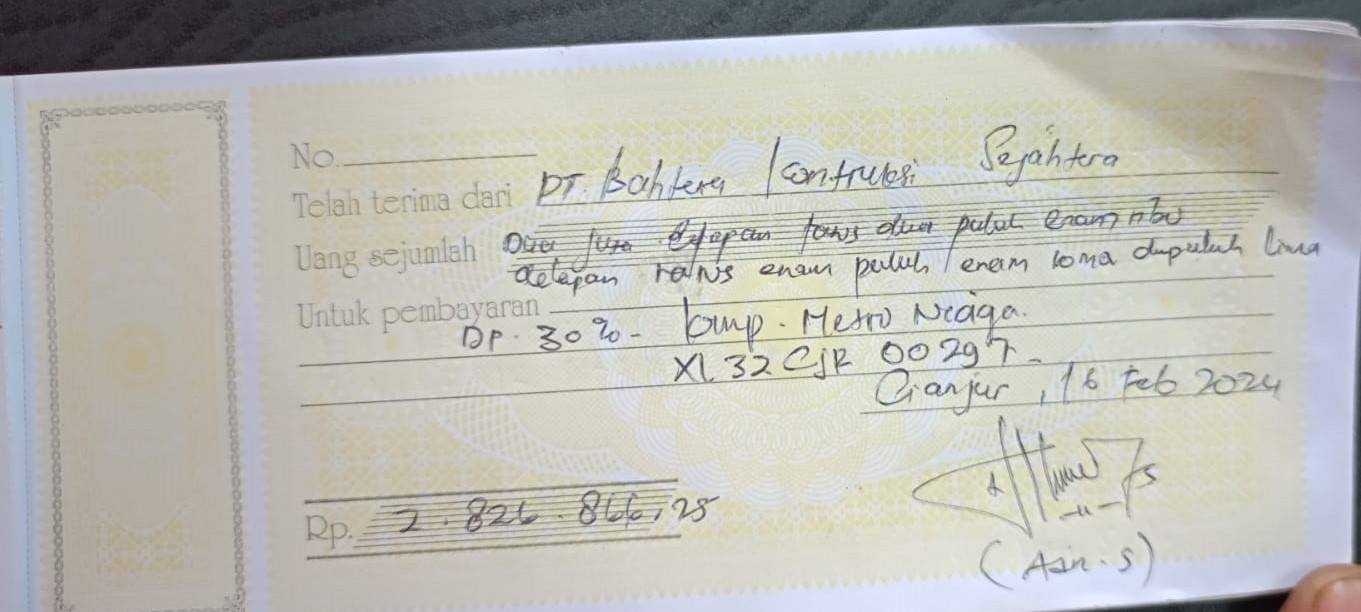 No.
Telah terima dari PT. Bahtera Kontruksi Sejahtera
Uang sejumlah Dua juta delapan ratus dua puluh enam ribu
delapan ratus enam puluh enam koma dupuluh lima
Untuk pembayaran
DP. 30% - komp. Metro Niaga.
XL 32 CJR 00297 -
Cianjur, 16 Feb 2024
Rp. 2.826.866,25
(Asn.S)